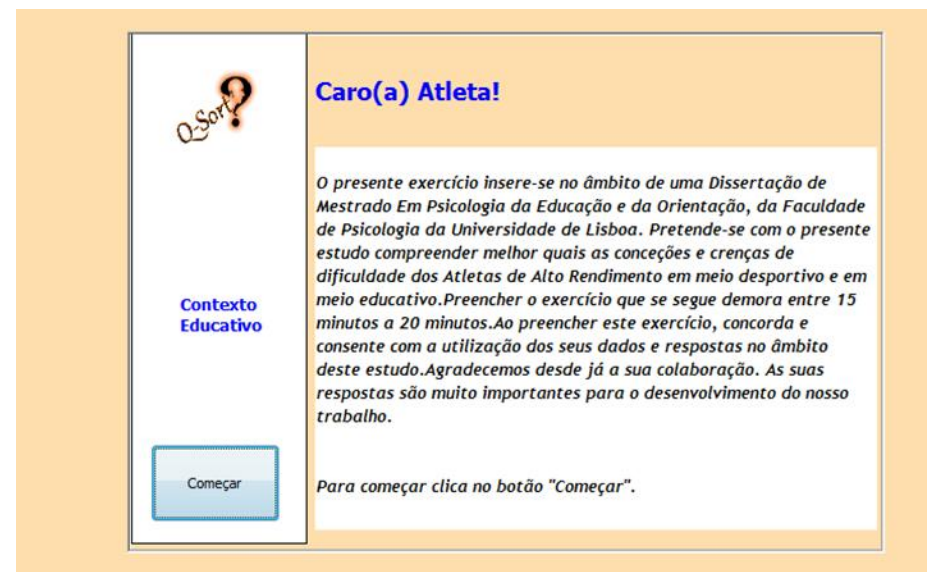 Q-Sort?
Caro(a) Atleta!
O presente exercício insere-se no âmbito de uma Dissertação de
Mestrado Em Psicologia da Educação e da Orientação, da Faculdade
de Psicologia da Universidade de Lisboa. Pretende-se com o presente
estudo compreender melhor quais as conceções e crenças de
dificuldade dos Atletas de Alto Rendimento em meio desportivo e em
meio educativo.Preencher o exercício que se segue demora entre 15
minutos a 20 minutos.Ao preencher este exercício, concorda e
consente com a utilização dos seus dados e respostas no âmbito
deste estudo.Agradecemos desde já a sua colaboração. As suas
respostas são muito importantes para o desenvolvimento do nosso
trabalho.
Para começar clica no botão "Começar".
Contexto
Educativo
Começar